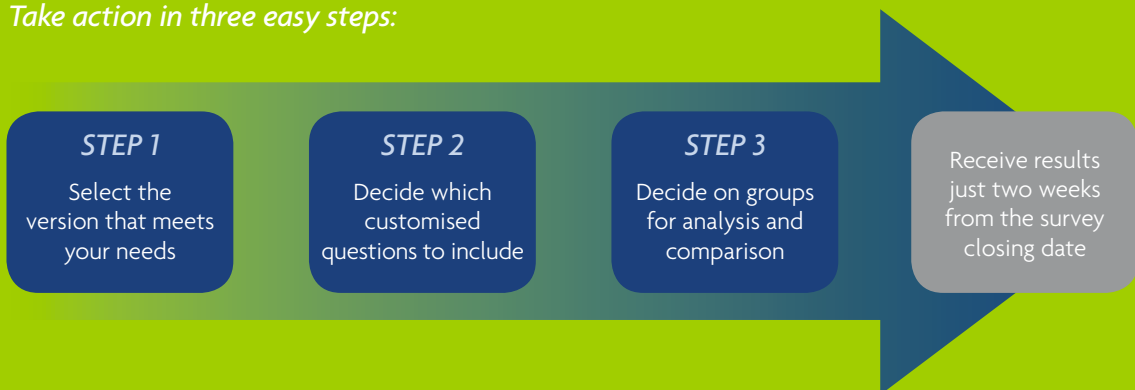 Take action in three easy steps:
STEP 1
Select the
version that meets
your needs
STEP 2
Decide which
customised
questions to include
STEP 3
Decide on groups
for analysis and
comparison
Receive results
just two weeks
from the survey
closing date